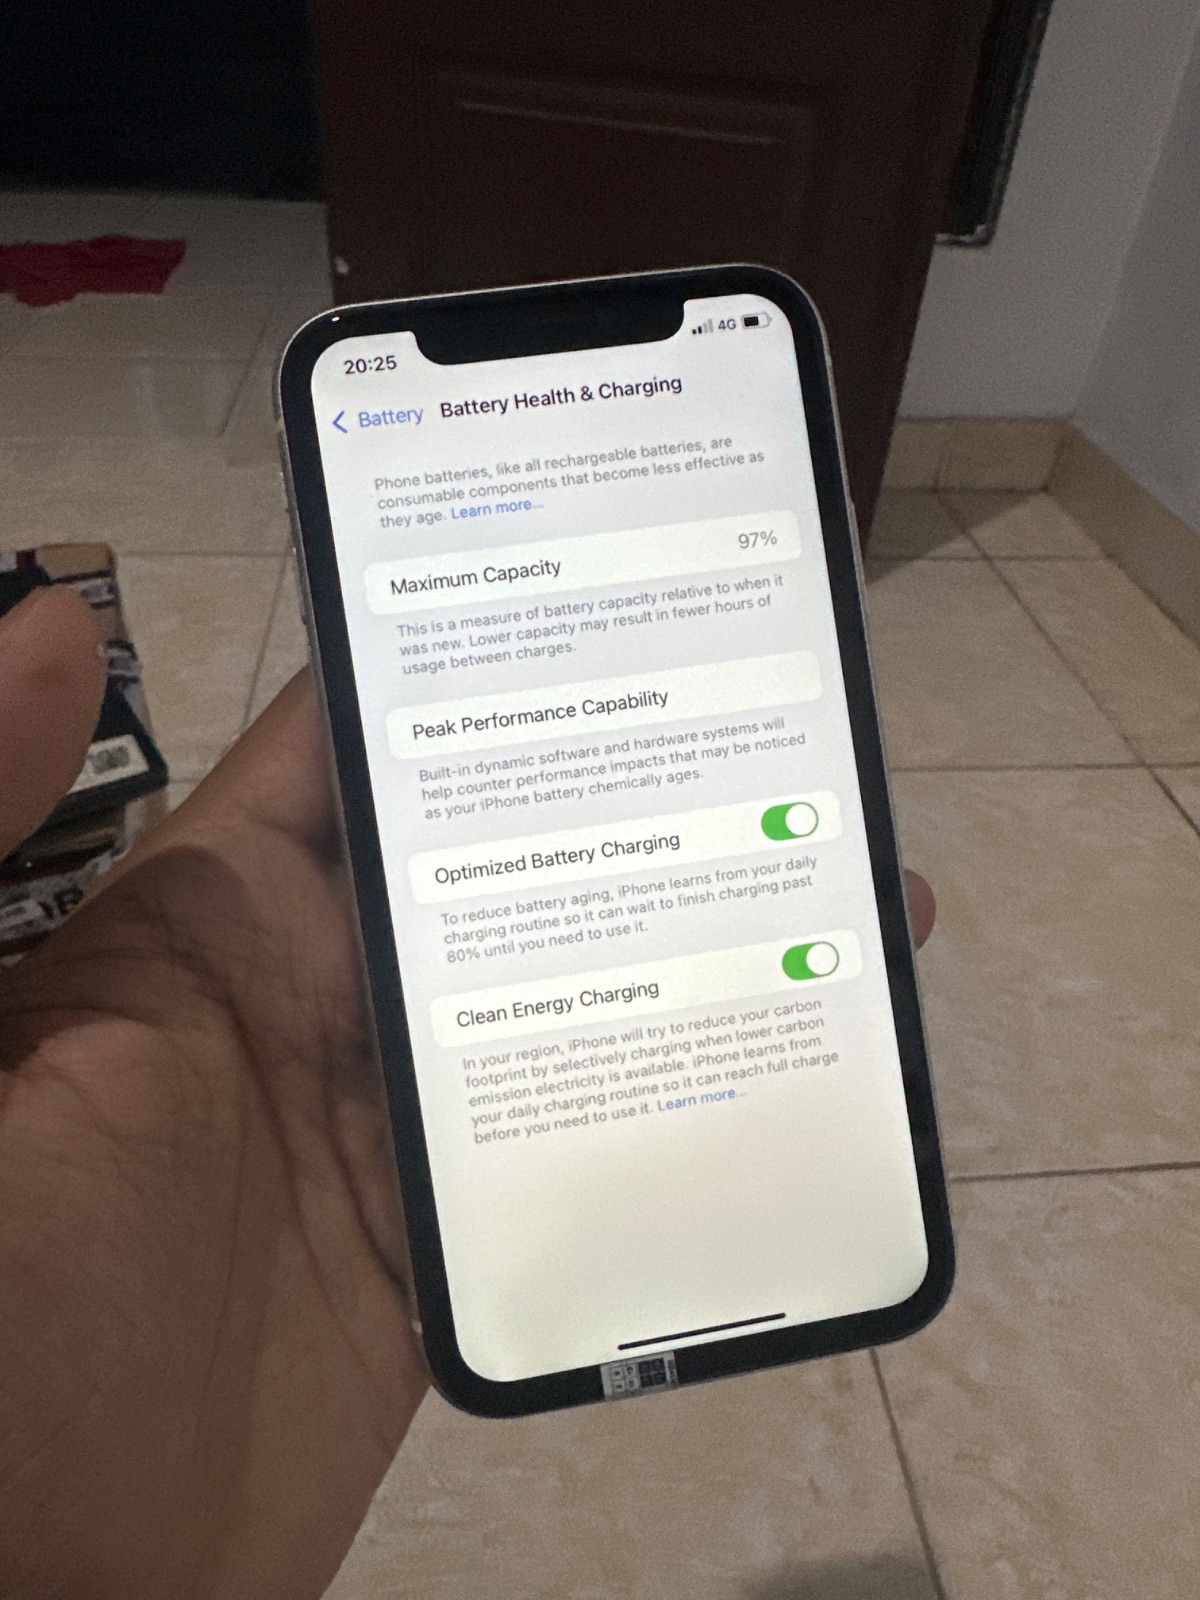 20:25
4G
Battery
Battery Health & Charging
Phone batteries, like all rechargeable batteries, are
consumable components that become less effective as
they age. Learn more...
Maximum Capacity
97%
This is a measure of battery capacity relative to when it
was new. Lower capacity may result in fewer hours of
usage between charges.
Peak Performance Capability
Built-in dynamic software and hardware systems will
help counter performance impacts that may be noticed
as your iPhone battery chemically ages.
Optimized Battery Charging
To reduce battery aging, iPhone learns from your daily
charging routine so it can wait to finish charging past
80% until you need to use it.
Clean Energy Charging
In your region, iPhone will try to reduce your carbon
footprint by selectively charging when lower carbon
emission electricity is available. iPhone learns from
your daily charging routine so it can reach full charge
before you need to use it. Learn more...